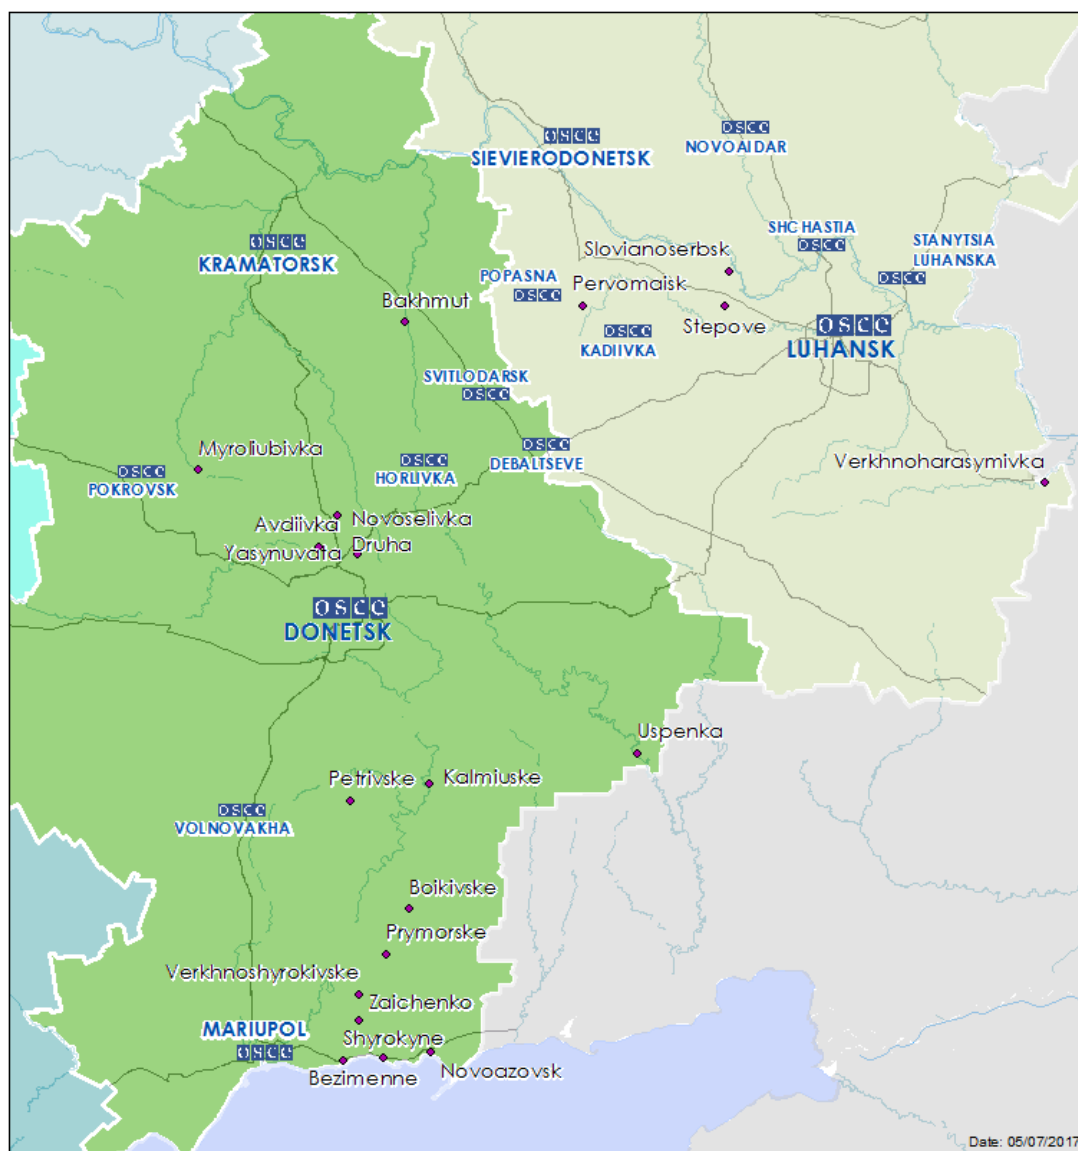 OSCE
SIEVIERODONETSK
OSCE
NOVOAIDAR
SHCHASTIA
OSCE
STANYTSIA
LUHANSKA
OSCE
OSCE
KRAMATORSK
Slovianoserbsk
POPASNA
OSCE
Pervomaisk
Bakhmut
Stepove
OSCE
KADIIVKA
OSCE
LUHANSK
SVITLODARSK
OSCE
Myroliubivka
OSCE
POKROVSK
OSCE
HORLIVKA
OSCE
DEBALTSEVE
Verkhnoharasymivka
Avdiivka
Novoselivka
Druha
Yasynuvata
OSCE
DONETSK
Uspenka
Petrivske
Kalmiuske
OSCE
VOLNOVAKHA
Boikivske
Prymorske
Verkhnoshyrokivske
Zaichenko
MARIUPOL
OSCE
Shyrokyne
Bezimenne
Novoazovsk
Date: 05/07/2017